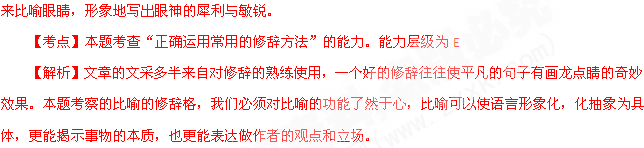 来比喻眼睛，形象地写出眼神的犀利与敏锐。
【考点】本题考查“正确运用常用的修辞方法”的能力。能力层级为 E
【解析】文章的文采多半来自对修辞的熟练使用，一个好的修辞往往使平凡的句子有画龙点睛的奇妙
效果。本题考察的比喻的修辞格，我们必须对比喻的功能了然于心，比喻可以使语言形象化，化抽象为具
体，更能揭示事物的本质，也更能表达做作者的观点和立场。